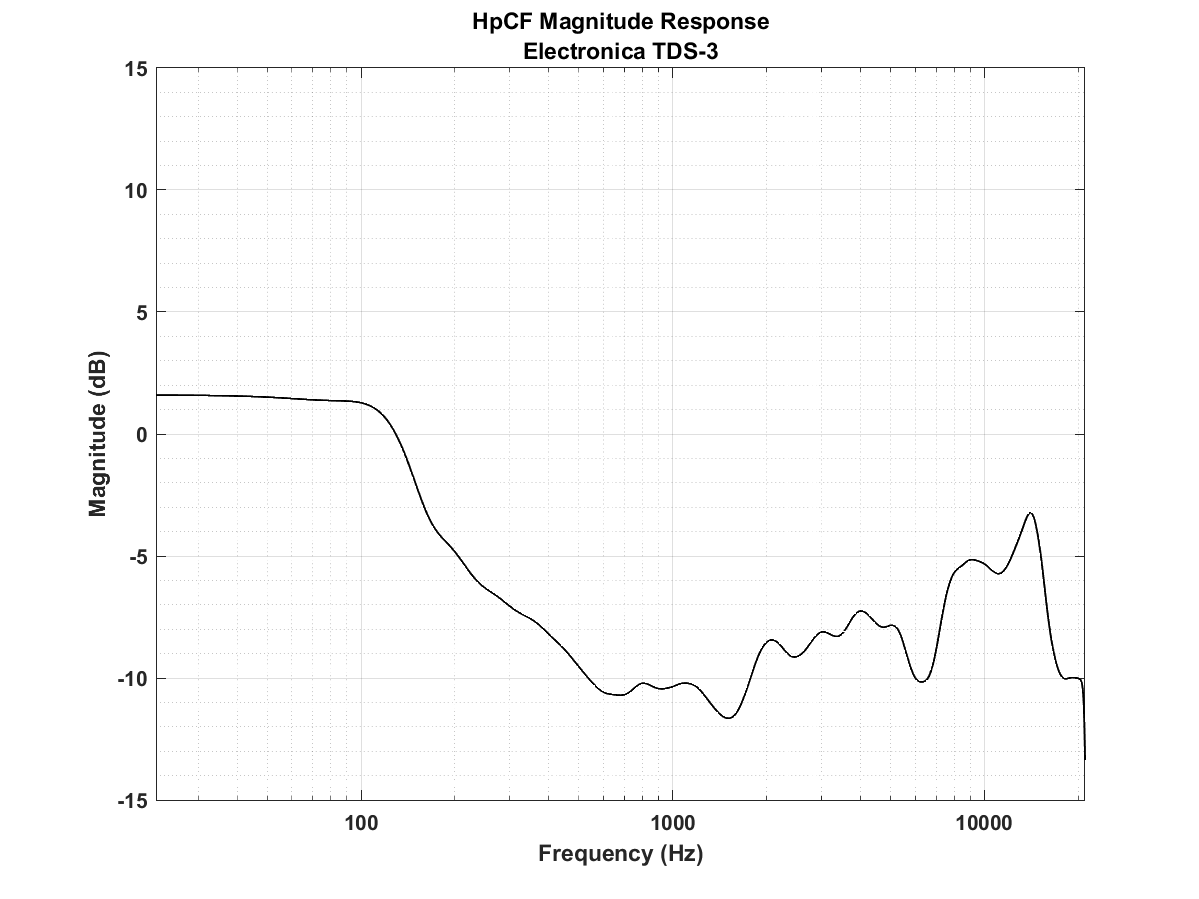 HpCF Magnitude Response
Electronica TDS-3
15
10
5
0
-5
-10
-15
Magnitude (dB)
100
1000
10000
Frequency (Hz)